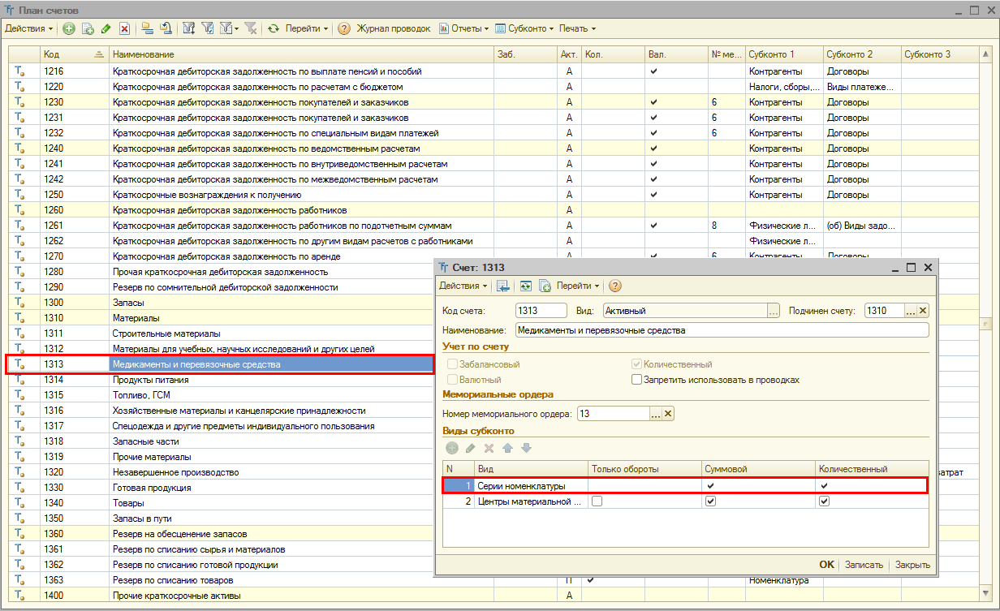 План счетов
Действия Перейти Журнал проводок Отчеты Субконто Печать
Код Наименование Заб. Акт. Кол. Вал. № ме... Субконто 1 Субконто 2 Субконто 3
1216 Краткосрочная дебиторская задолженность по выплате пенсий и пособий А ✓ Контрагенты Договоры
1220 Краткосрочная дебиторская задолженность по расчетам с бюджетом А Налоги, сборы,... Виды платеже...
1230 Краткосрочная дебиторская задолженность покупателей и заказчиков А ✓ 6 Контрагенты Договоры
1231 Краткосрочная дебиторская задолженность покупателей и заказчиков А ✓ 6 Контрагенты Договоры
1232 Краткосрочная дебиторская задолженность по специальным видам платежей А ✓ 6 Контрагенты Договоры
1240 Краткосрочная дебиторская задолженность по ведомственным расчетам А ✓ Контрагенты Договоры
1241 Краткосрочная дебиторская задолженность по внутриведомственным расчетам А ✓ Контрагенты Договоры
1242 Краткосрочная дебиторская задолженность по межведомственным расчетам А ✓ Контрагенты Договоры
1250 Краткосрочные вознаграждения к получению А ✓ Контрагенты Договоры
1260 Краткосрочная дебиторская задолженность работников А
1261 Краткосрочная дебиторская задолженность работников по подотчетным суммам А ✓ 8 Физические л... (об) Виды задо...
1262 Краткосрочная дебиторская задолженность по другим видам расчетов с работниками А Физические л...
1270 Краткосрочная дебиторская задолженность по аренде А ✓ 6 Контрагенты Договоры
1280 Прочая краткосрочная дебиторская задолженность
1290 Резерв по сомнительной дебиторской задолженности
1300 Запасы
1310 Материалы
1311 Строительные материалы
1312 Материалы для учебных, научных исследований и других целей
1313 Медикаменты и перевязочные средства
1314 Продукты питания
1315 Топливо, ГСМ
1316 Хозяйственные материалы и канцелярские принадлежности
1317 Спецодежда и другие предметы индивидуального пользования
1318 Запасные части
1319 Прочие материалы
1320 Незавершенное производство затрат
1330 Готовая продукция
1340 Товары
1350 Запасы в пути
1360 Резерв на обесценение запасов
1361 Резерв по списанию сырья и материалов
1362 Резерв по списанию готовой продукции
1363 Резерв по списанию товаров П ✓ Номенклатура
1400 Прочие краткосрочные активы А
Счет: 1313
Действия Перейти
Код счета: 1313 Вид: Активный ... Подчинен счету: 1310 ...
Наименование: Медикаменты и перевязочные средства
Учет по счету
Забалансовый ✓ Количественный
Валютный Запретить использовать в проводках
Мемориальные ордера
Номер мемориального ордера: 13 ...
Виды субконто
N Вид Только обороты Суммовой Количественный
1 Серии номенклатуры ✓ ✓
2 Центры материальной ... ✓ ✓
OK Записать Закрыть